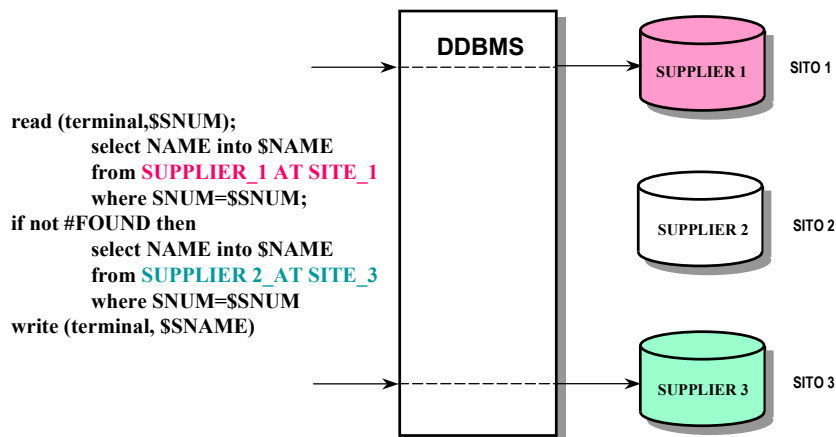 DDBMS
SUPPLIER 1
SITO 1
read (terminal,$SNUM);
select NAME into $NAME
from SUPPLIER_1 AT SITE_1
where SNUM=$SNUM;
if not #FOUND then
select NAME into $NAME
from SUPPLIER 2_AT SITE_3
where SNUM=$SNUM
write (terminal, $SNAME)
SUPPLIER 2
SITO 2
SUPPLIER 3
SITO 3